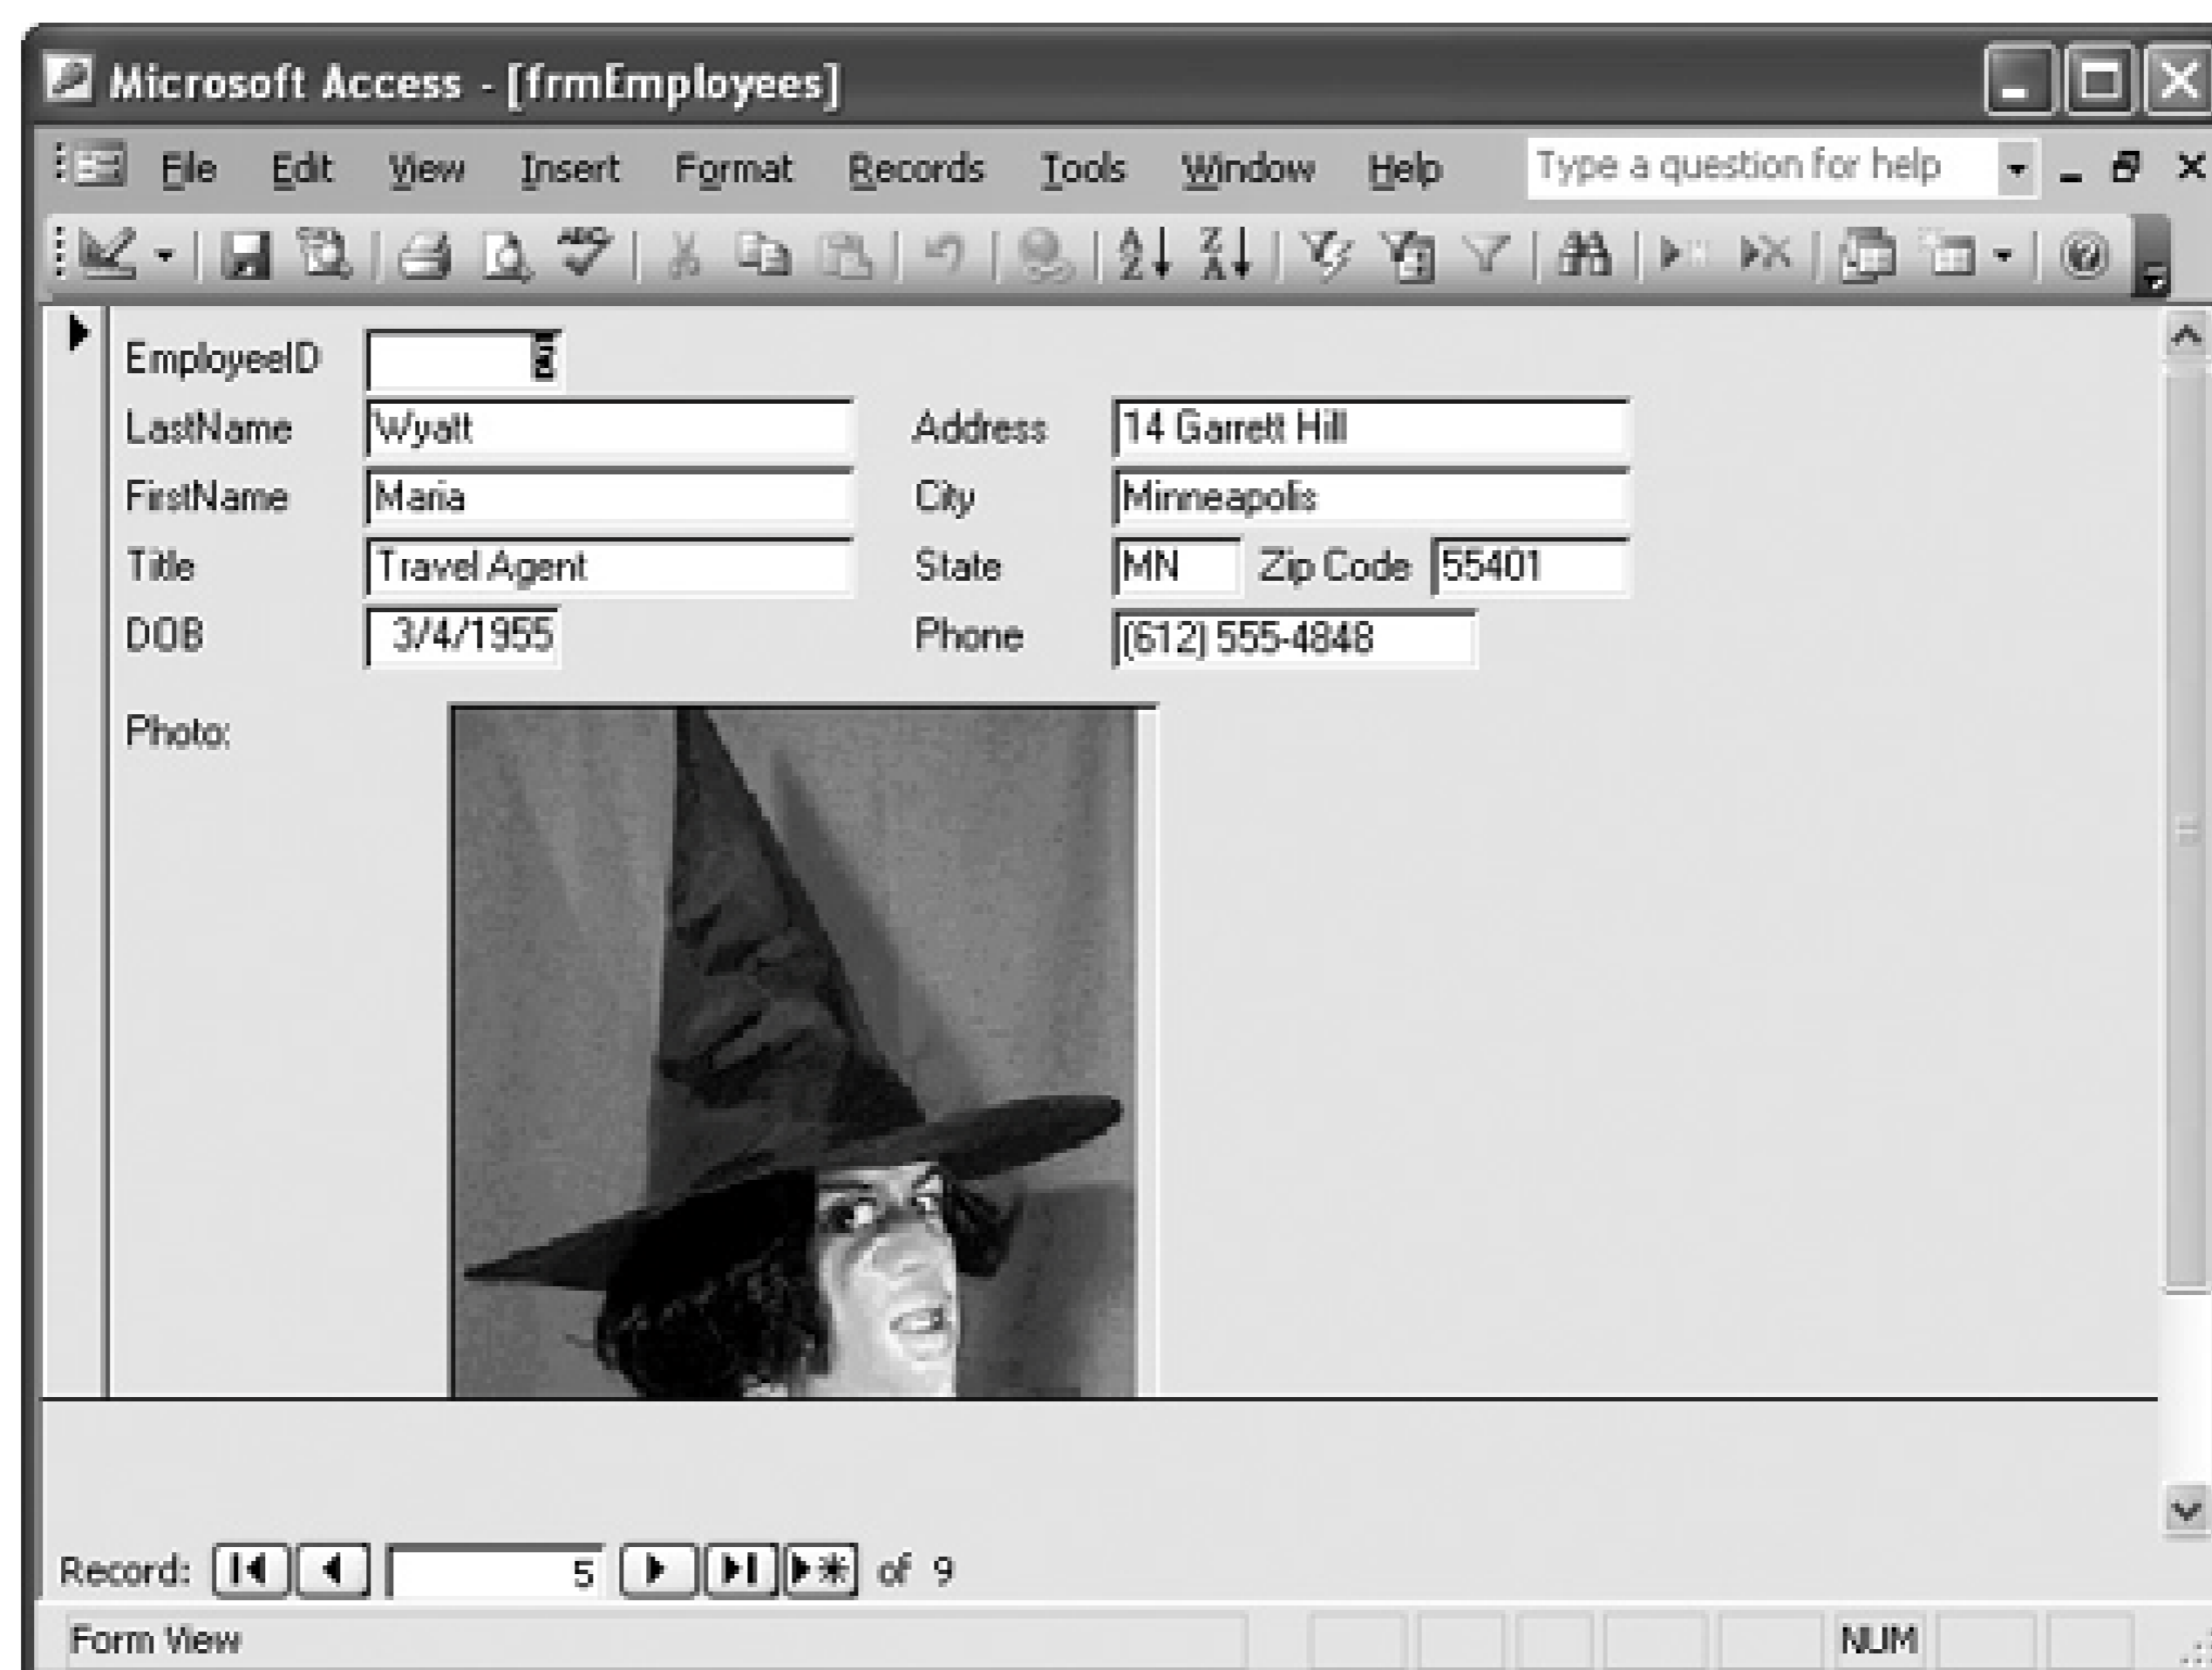 Microsoft Access - [frmEmployees]
File Edit View Insert Format Records Tools Window Help Type a question for help
EmployeeID
LastName Wyatt Address 14 Garrett Hill
FirstName Maria City Minneapolis
Title Travel Agent State MN Zip Code 55401
DOB 3/4/1955 Phone (612) 555-4848
Photo:
Record: 5 of 9
Form View NUM